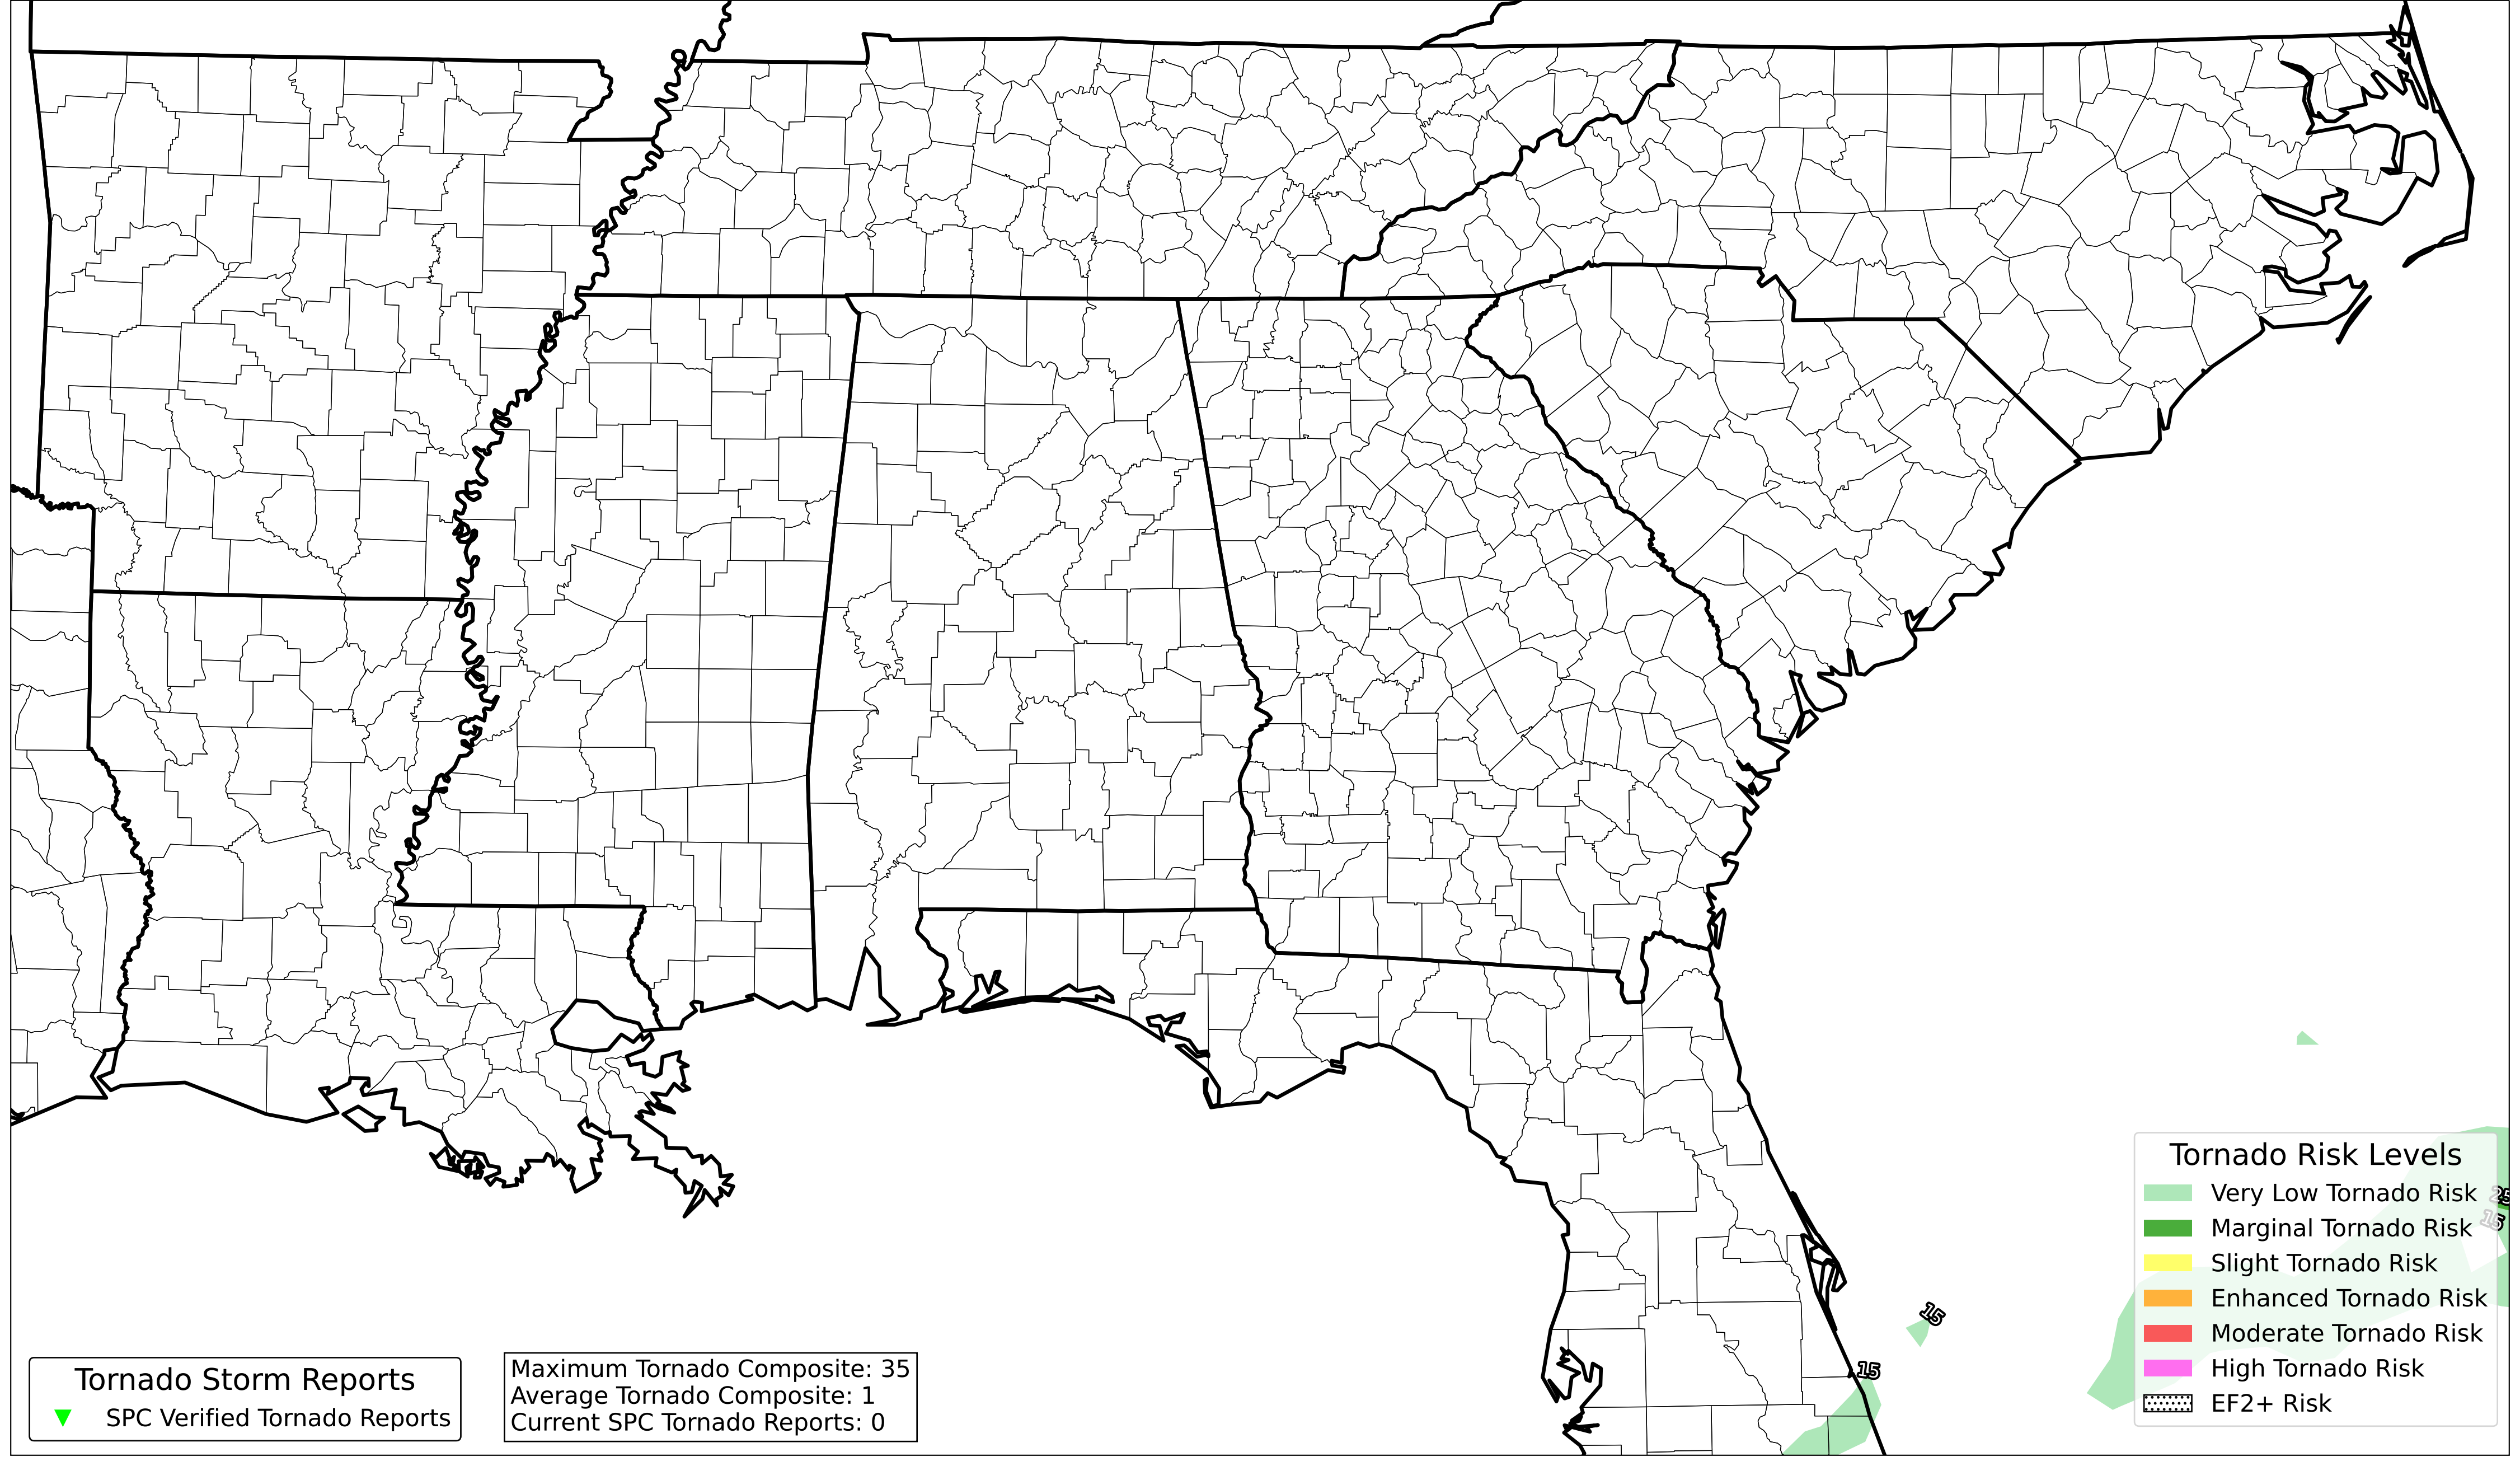 Tornado Risk Levels
Very Low Tornado Risk
Marginal Tornado Risk
Slight Tornado Risk
Enhanced Tornado Risk
Moderate Tornado Risk
High Tornado Risk
EF2+ Risk
25
15
15
15
Tornado Storm Reports
SPC Verified Tornado Reports
Maximum Tornado Composite: 35
Average Tornado Composite: 1
Current SPC Tornado Reports: 0